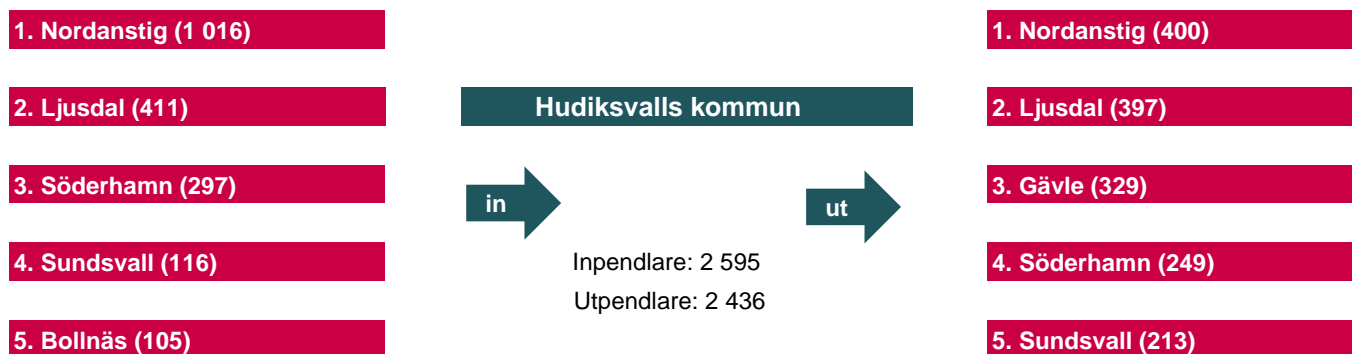 1. Nordanstig (1 016)
2. Ljusdal (411)
3. Söderhamn (297)
4. Sundsvall (116)
5. Bollnäs (105)
Hudiksvalls kommun
in
ut
Inpendlare: 2 595
Utpendlare: 2 436
1. Nordanstig (400)
2. Ljusdal (397)
3. Gävle (329)
4. Söderhamn (249)
5. Sundsvall (213)